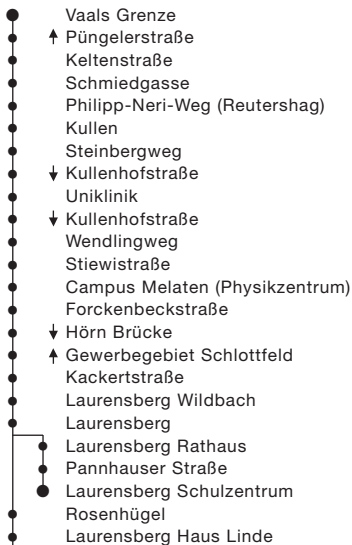 Vaals Grenze
↑ Püngelerstraße
Keltenstraße
Schmiedgasse
Philipp-Neri-Weg (Reutershag)
Kullen
Steinbergweg
↓ Kullenhofstraße
Uniklinik
↓ Kullenhofstraße
Wendlingweg
Stiewistraße
Campus Melaten (Physikzentrum)
Forckenbeckstraße
↓ Hörn Brücke
↑ Gewerbegebiet Schlottfeld
Kackertstraße
Laurensberg Wildbach
Laurensberg
Laurensberg Rathaus
Pannhauser Straße
Laurensberg Schulzentrum
Rosenhügel
Laurensberg Haus Linde